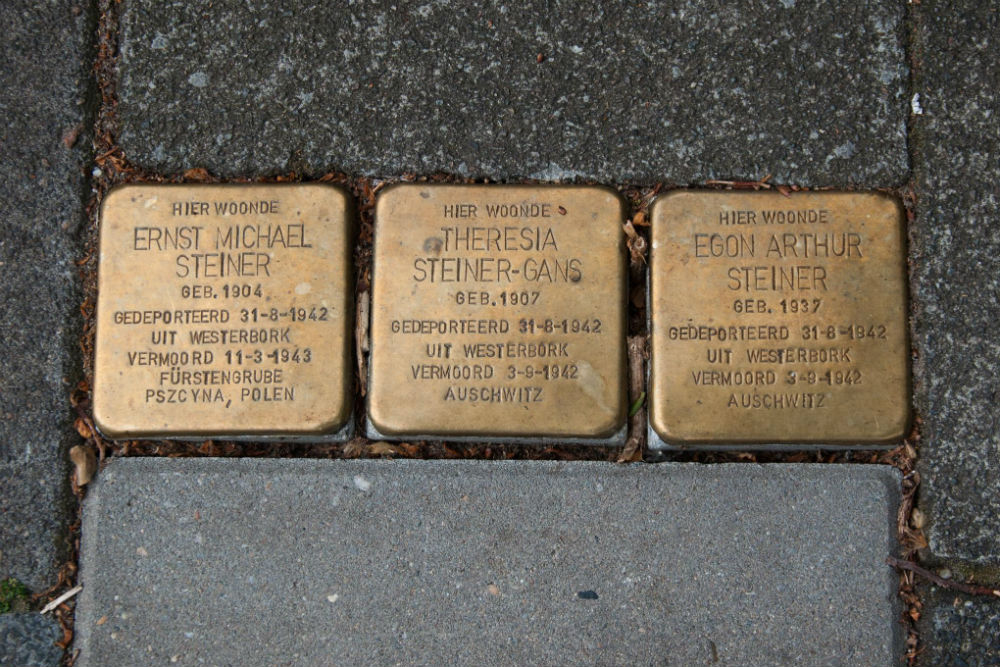 HIER WOONDE
ERNST MICHAEL
STEINER
GEB. 1904
GEDEPORTEERD 31-8-1942
UIT WESTERBORK
VERMOORD 11-3-1943
FÜRSTENGRUBE
PSZCYNA, POLEN
HIER WOONDE
THERESIA
STEINER-GANS
GEB. 1907
GEDEPORTEERD 31-8-1942
UIT WESTERBORK
VERMOORD 3-9-1942
AUSCHWITZ
HIER WOONDE
EGON ARTHUR
STEINER
GEB. 1937
GEDEPORTEERD 31-8-1942
UIT WESTERBORK
VERMOORD 3-9-1942
AUSCHWITZ